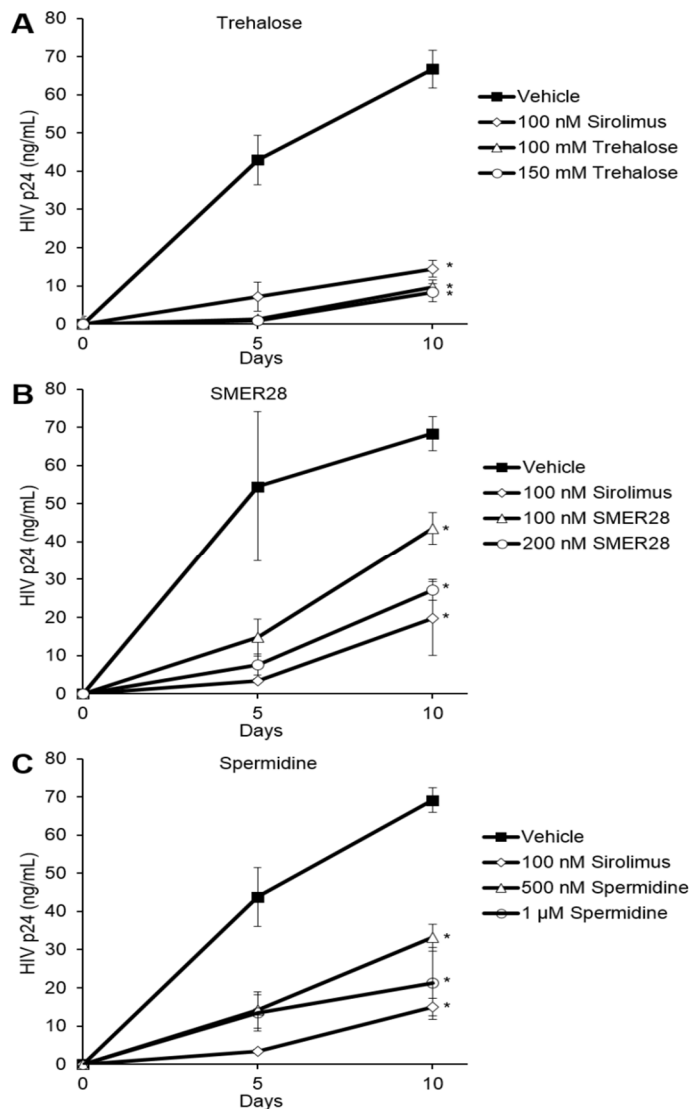 A
Trehalose
80
70
60
50
40
30
20
10
0
HIV p24 (ng/mL)
0
5
10
Days
Vehicle
100 nM Sirolimus
100 mM Trehalose
150 mM Trehalose
*
*
*
B
SMER28
80
70
60
50
40
30
20
10
0
HIV p24 (ng/mL)
0
5
10
Days
Vehicle
100 nM Sirolimus
100 nM SMER28
200 nM SMER28
*
*
*
C
Spermidine
80
70
60
50
40
30
20
10
0
HIV p24 (ng/mL)
0
5
10
Days
Vehicle
100 nM Sirolimus
500 nM Spermidine
1 µM Spermidine
*
*
*